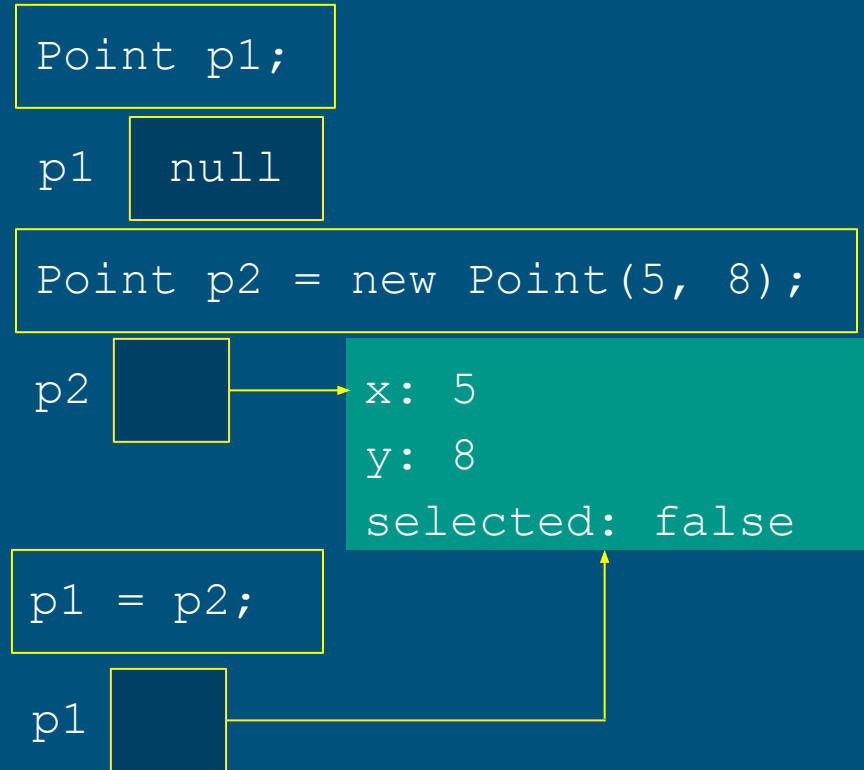 Point p1;
p1 null
Point p2 = new Point(5, 8);
p2 x: 5
y: 8
selected: false
p1 = p2;
p1